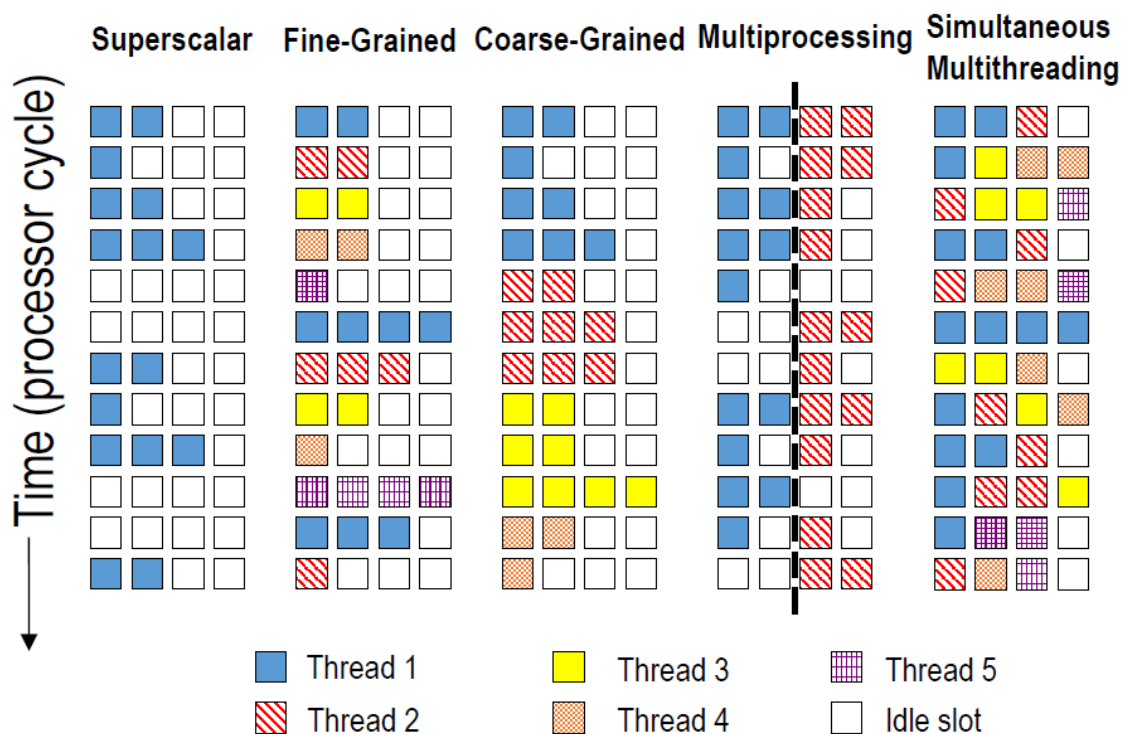 Superscalar
Fine-Grained
Coarse-Grained
Multiprocessing
Simultaneous
Multithreading
Time (processor cycle)
Thread 1
Thread 3
Thread 5
Thread 2
Thread 4
Idle slot